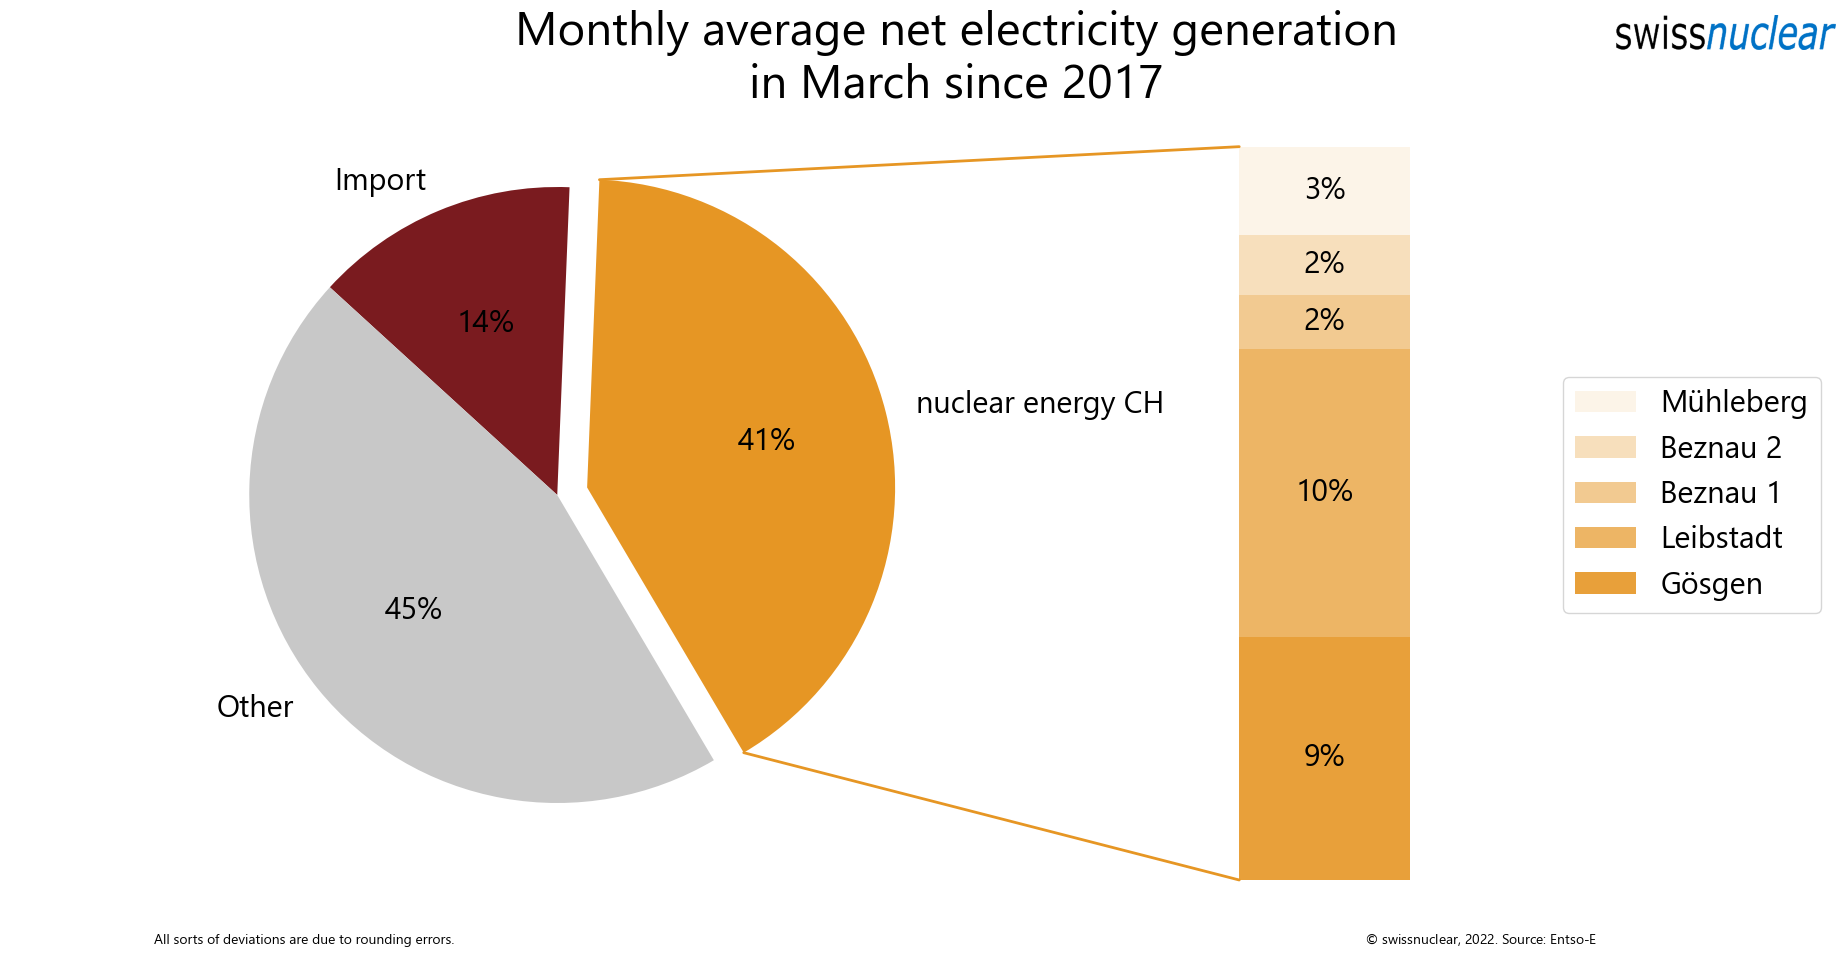 Monthly average net electricity generation
in March since 2017
swissnuclear
Import
14%
45%
Other
41%
nuclear energy CH
3%
2%
2%
10%
9%
Mühleberg
Beznau 2
Beznau 1
Leibstadt
Gösgen
All sorts of deviations are due to rounding errors.
© swissnuclear, 2022. Source: Entso-E